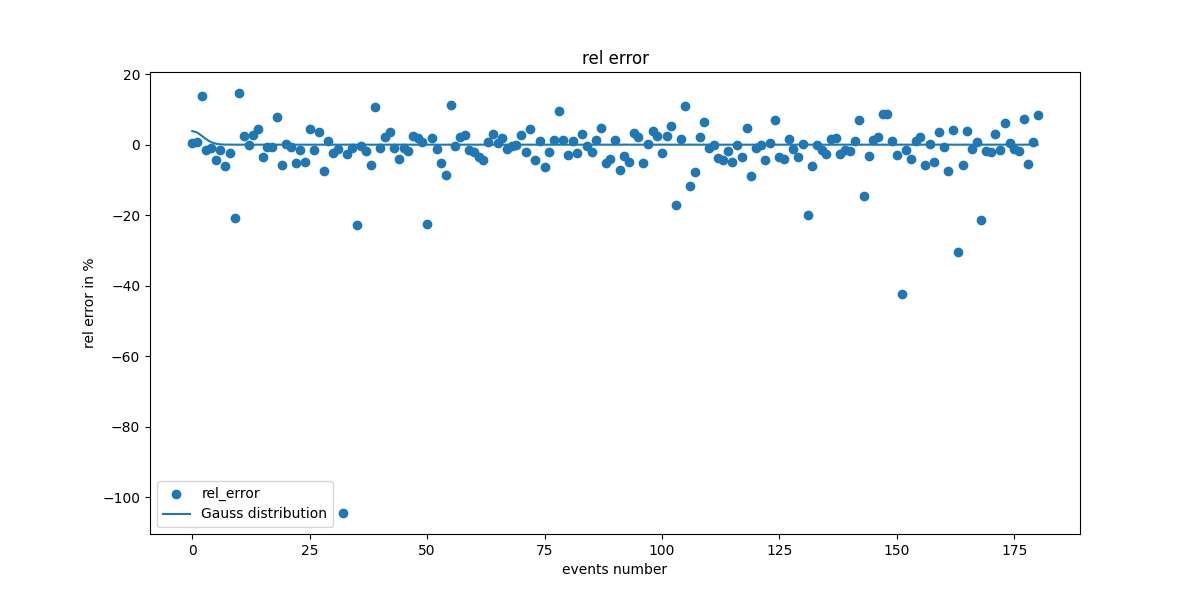 rel error
20
0
−20
−40
−60
−80
−100
rel error in %
rel_error
Gauss distribution
0 25 50 75 100 125 150 175
events number